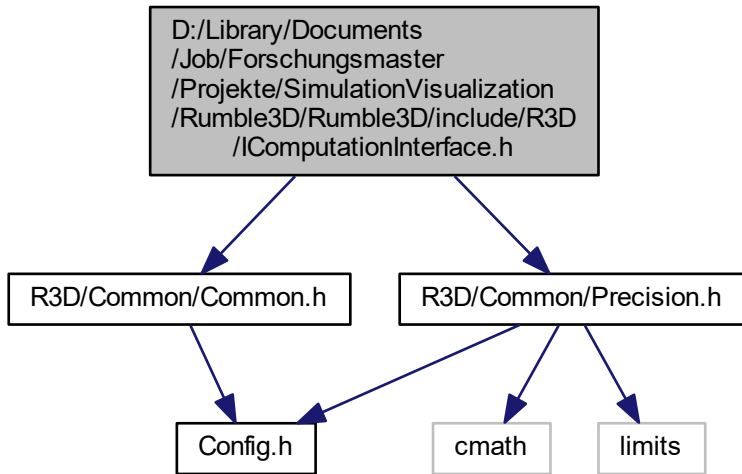 D:/Library/Documents
/Job/Forschungsmaster
/Projekte/SimulationVisualization
/Rumble3D/Rumble3D/include/R3D
/IComputationInterface.h
R3D/Common/Common.h
R3D/Common/Precision.h
Config.h
cmath
limits